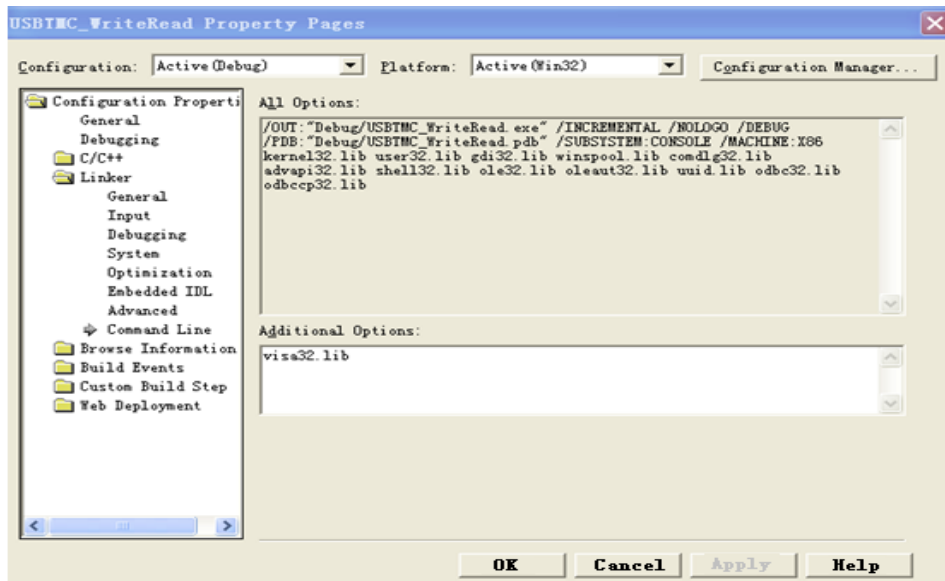 USBTMC_WriteRead Property Pages
Configuration: Active(Debug) Platform: Active(Win32) Configuration Manager...
Configuration Properti
General
Debugging
C/C++
Linker
General
Input
Debugging
System
Optimization
Embedded IDL
Advanced
Command Line
Browse Information
Build Events
Custom Build Step
Web Deployment
All Options:
/OUT:"Debug/USBTMC_WriteRead.exe" /INCREMENTAL /NOLOGO /DEBUG
/PDB:"Debug/USBTMC_WriteRead.pdb" /SUBSYSTEM:CONSOLE /MACHINE:X86
kernel32.lib user32.lib gdi32.lib winspool.lib comdlg32.lib
advapi32.lib shell32.lib ole32.lib oleaut32.lib uuid.lib odbc32.lib
odbccp32.lib
Additional Options:
visa32.lib
OK Cancel Apply Help